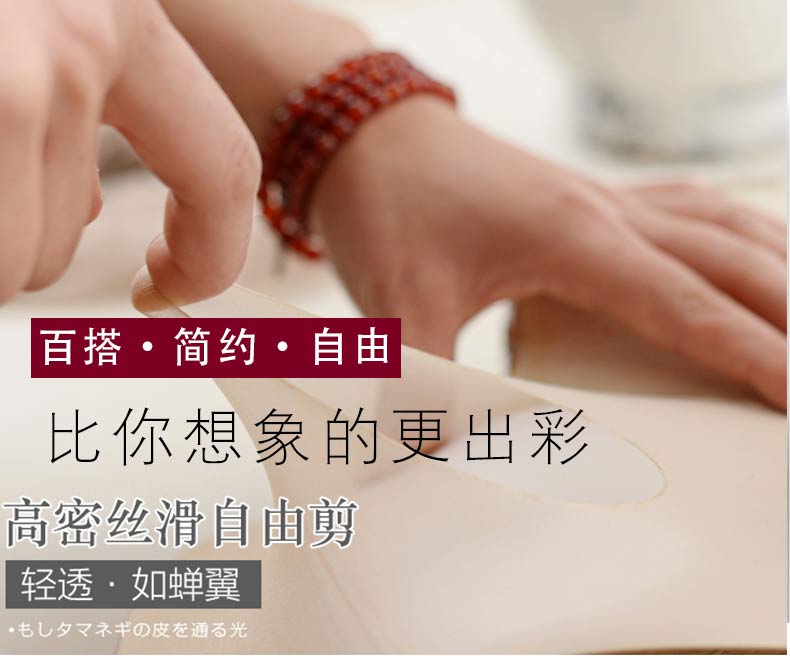 百搭·简约·自由
比你想象的更出彩
高密丝滑自由剪
轻透·如蝉翼
•もしタマネギの皮を通る光